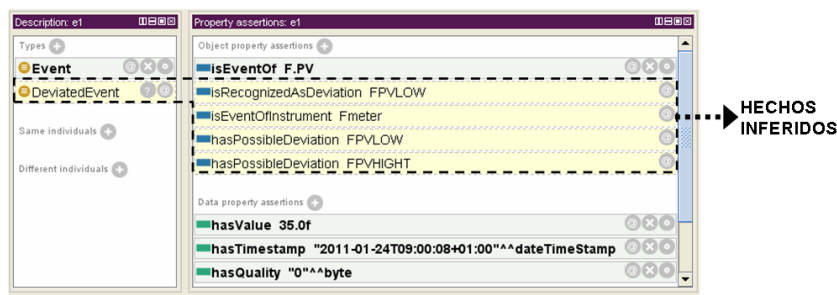 Description: e1
Types
Event
DeviatedEvent
Same individuals
Different individuals
Property assertions: e1
Object property assertions
isEventOf F.PV
isRecognizedAsDeviation FPVLOW
isEventOfInstrument Fmeter
hasPossibleDeviation FPVLOW
hasPossibleDeviation FPVHIGHT
Data property assertions
hasValue 35.0f
hasTimestamp "2011-01-24T09:00:08+01:00"^^dateTimeStamp
hasQuality "0"^^byte
HECHOS
INFERIDOS